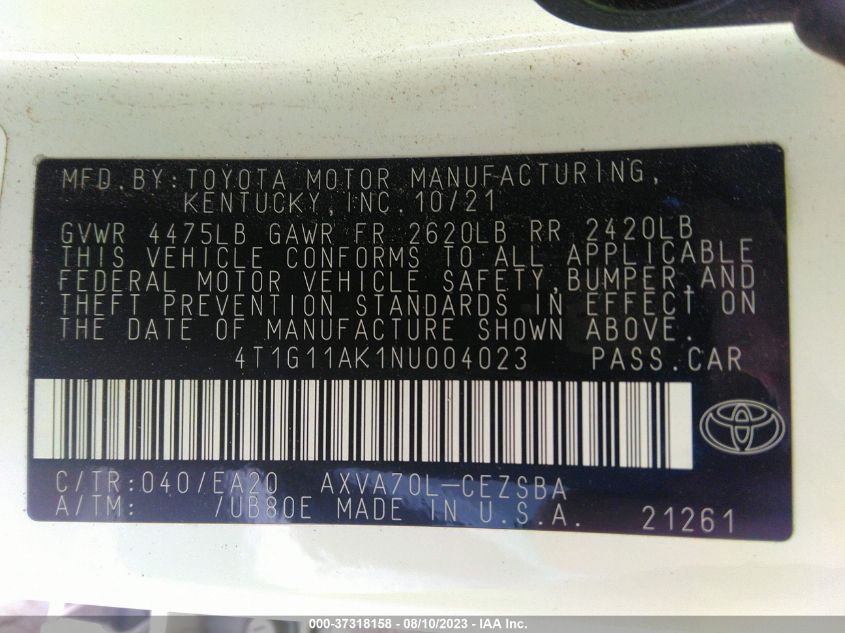 MFD.BY:TOYOTA MOTOR MANUFACTURING,
KENTUCKY,INC.10/21
GVWR 4475LB GAWR FR 2620LB RR 2420LB
THIS VEHICLE CONFORMS TO ALL APPLICABLE
FEDERAL MOTOR VEHICLE SAFETY,BUMPER,AND
THEFT PREVENTION STANDARDS IN EFFECT ON
THE DATE OF MANUFACTURE SHOWN ABOVE.
4T1G11AK1NU004023 PASS.CAR
C/TR:040/EA20 AXVA70L-CEZSBA
A/TM: /UB80E MADE IN U.S.A. 21261
000-37318158 - 08/10/2023 - IAA Inc.